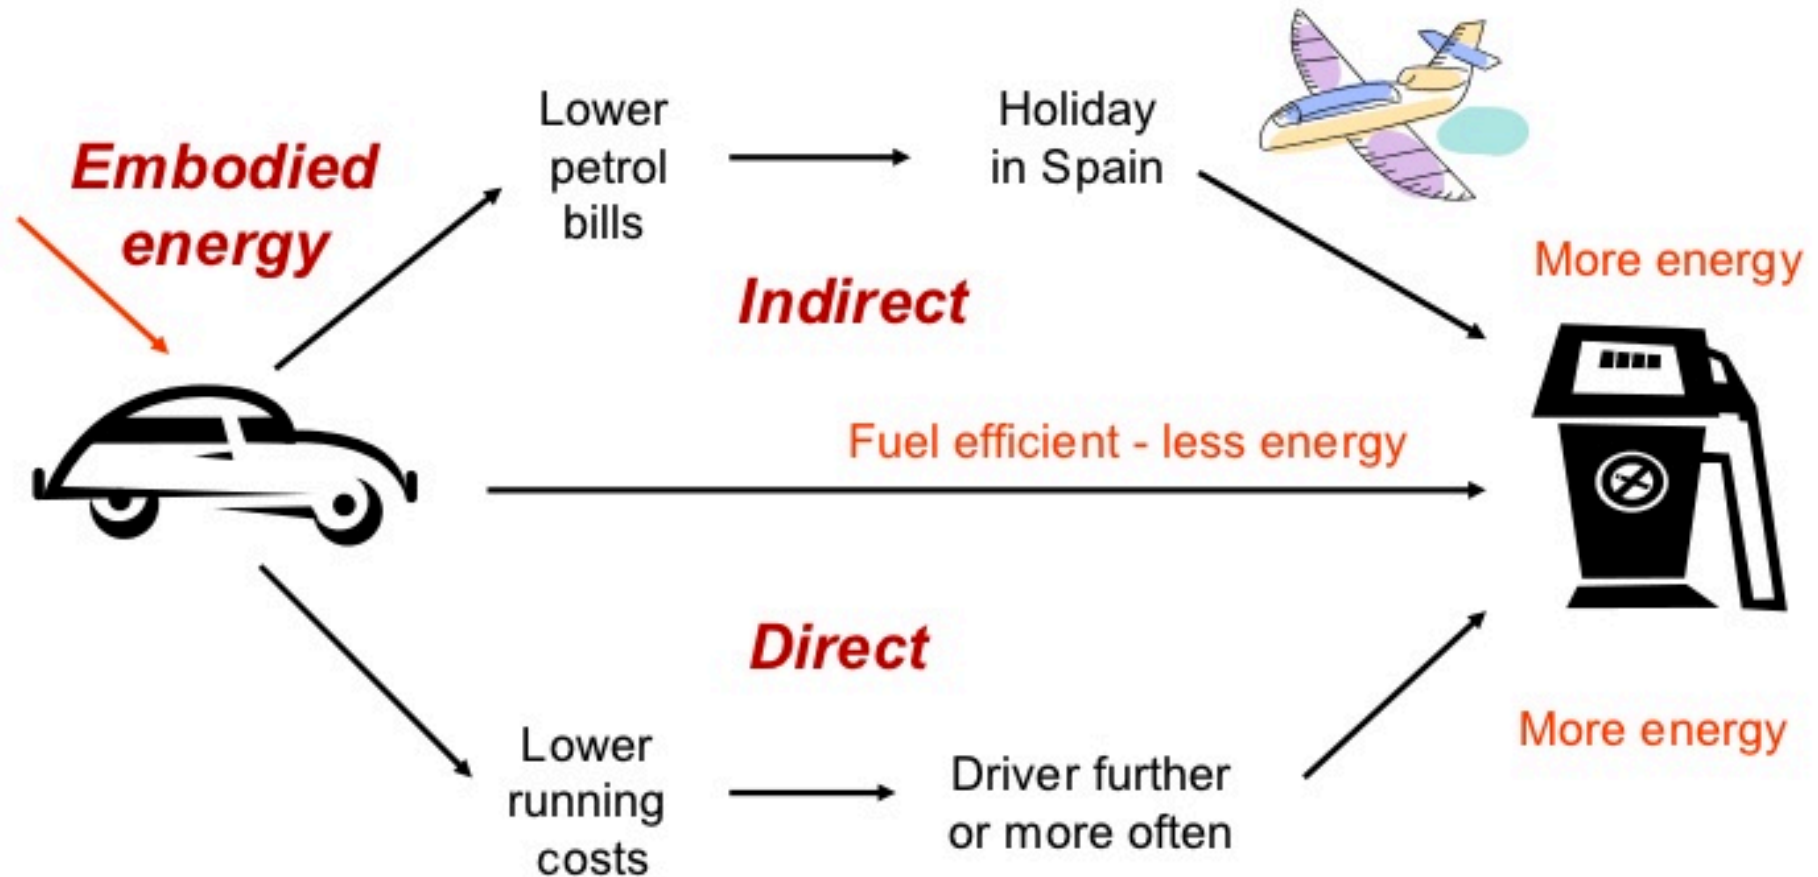 Embodied
energy
Lower
petrol
bills
Holiday
in Spain
More energy
Indirect
Fuel efficient - less energy
Direct
Lower
running
costs
Driver further
or more often
More energy